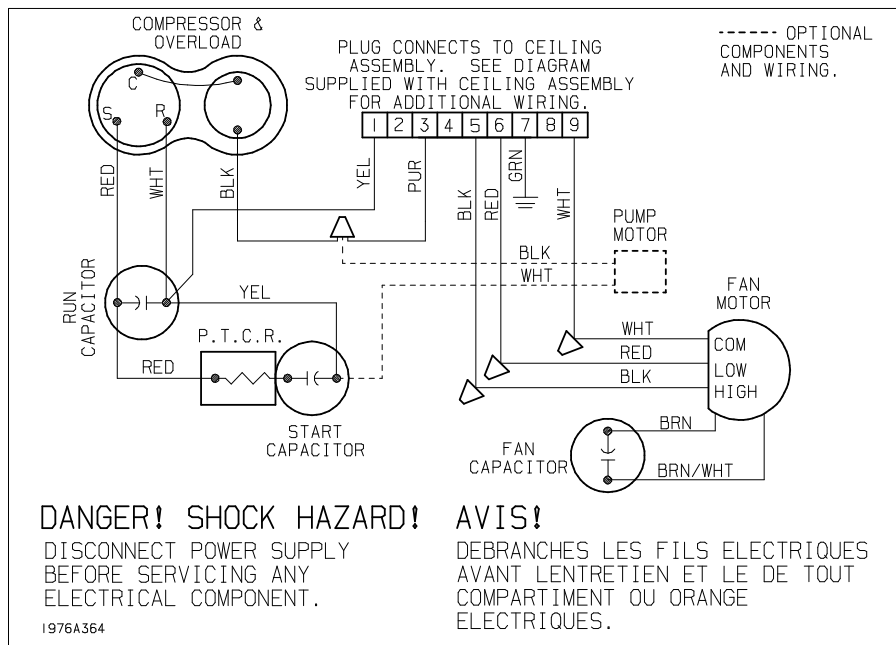 COMPRESSOR &
OVERLOAD
PLUG CONNECTS TO CEILING
ASSEMBLY. SEE DIAGRAM
SUPPLIED WITH CEILING ASSEMBLY
FOR ADDITIONAL WIRING.
OPTIONAL
COMPONENTS
AND WIRING.
C
S
R
1 2 3 4 5 6 7 8 9
RED
WHT
BLK
YEL
PUR
BLK
RED
GRN
WHT
PUMP
MOTOR
BLK
WHT
RUN
CAPACITOR
YEL
FAN
MOTOR
P.T.C.R.
RED
WHT
RED
BLK
COM
LOW
HIGH
START
CAPACITOR
FAN
CAPACITOR
BRN
BRN/WHT
DANGER! SHOCK HAZARD!
DISCONNECT POWER SUPPLY
BEFORE SERVICING ANY
ELECTRICAL COMPONENT.
1976A364
AVIS!
DEBRANCHES LES FILS ELECTRIQUES
AVANT LENTRETIEN ET LE DE TOUT
COMPARTIMENT OU ORANGE
ELECTRIQUES.